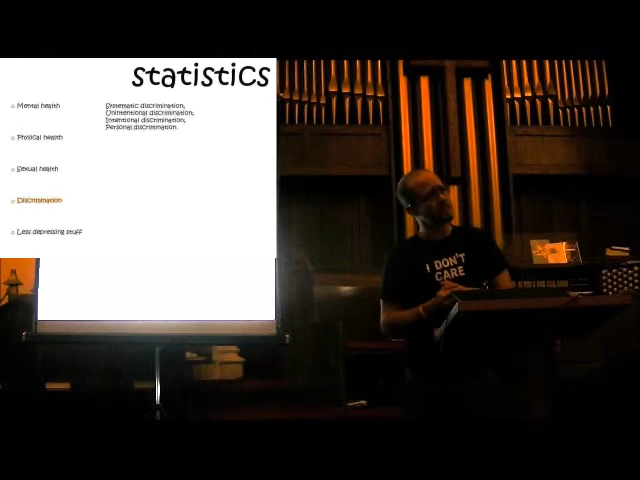 statistics
Mental health
Systematic discrimination,
Unintentional discrimination,
Intentional discrimination,
Personal discrimination.
Physical health
Sexual health
Discrimination
Less depressing stuff
I DON'T
CARE